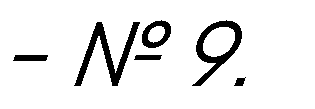 – № 9.